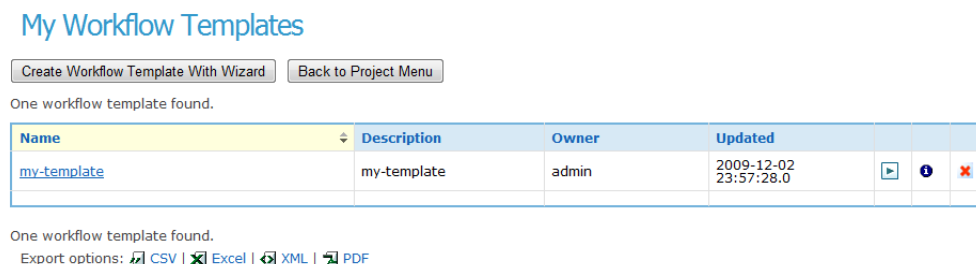 My Workflow Templates
Create Workflow Template With Wizard Back to Project Menu
One workflow template found.
Name Description Owner Updated
my-template my-template admin 2009-12-02
23:57:28.0
One workflow template found.
Export options: CSV | Excel | XML | PDF